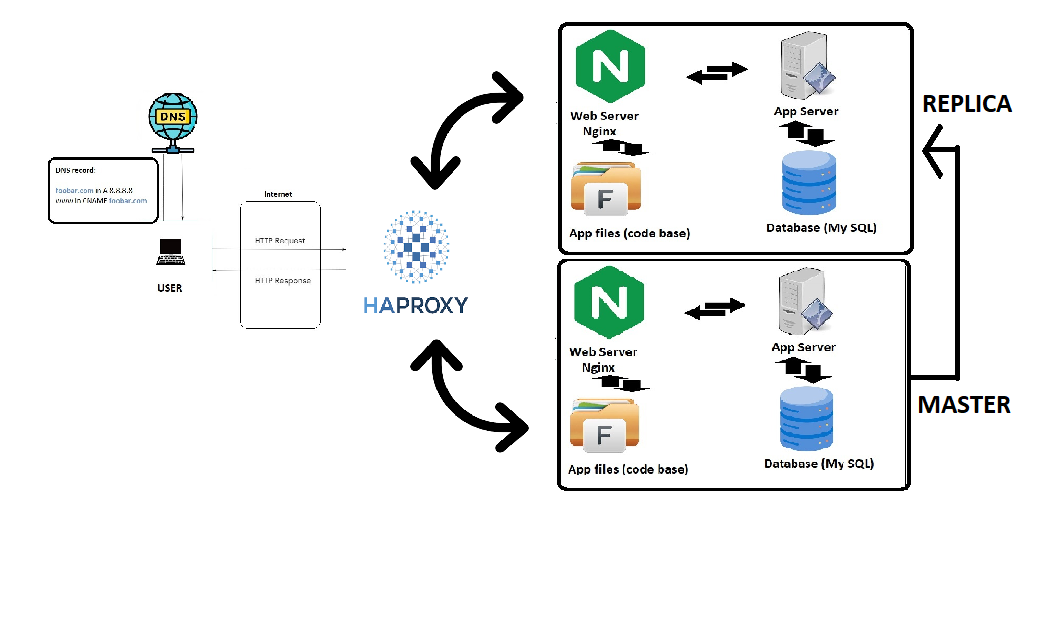 DNS
DNS record:
foobar.com in A 8.8.8.8
www in CNAME foobar.com
USER
Internet
HTTP Request
HTTP Response
HAPROXY
N
Web Server
Nginx
App Server
F
App files (code base)
Database (My SQL)
REPLICA
N
Web Server
Nginx
App Server
F
App files (code base)
Database (My SQL)
MASTER